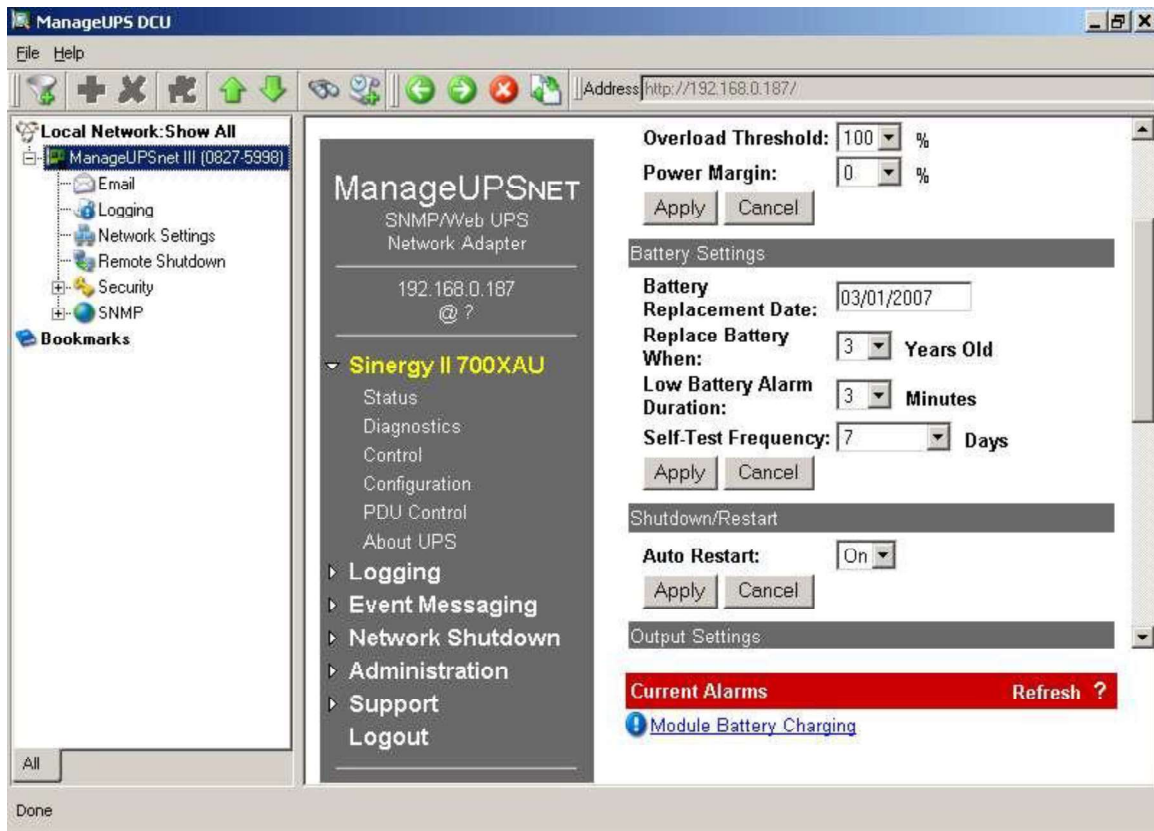 ManageUPS DCU
File Help
Address http://192.168.0.187/
Local Network:Show All
ManageUPSnet III (0827-5998)
Email
Logging
Network Settings
Remote Shutdown
Security
SNMP
Bookmarks
All
ManageUPSNET
SNMP/Web UPS
Network Adapter
192.168.0.187
@ ?
Sinergy II 700XAU
Status
Diagnostics
Control
Configuration
PDU Control
About UPS
Logging
Event Messaging
Network Shutdown
Administration
Support
Logout
Overload Threshold: 100 %
Power Margin: 0 %
Apply Cancel
Battery Settings
Battery
Replacement Date: 03/01/2007
Replace Battery
When: 3 Years Old
Low Battery Alarm
Duration: 3 Minutes
Self-Test Frequency: 7 Days
Apply Cancel
Shutdown/Restart
Auto Restart: On
Apply Cancel
Output Settings
Current Alarms Refresh ?
Module Battery Charging
Done